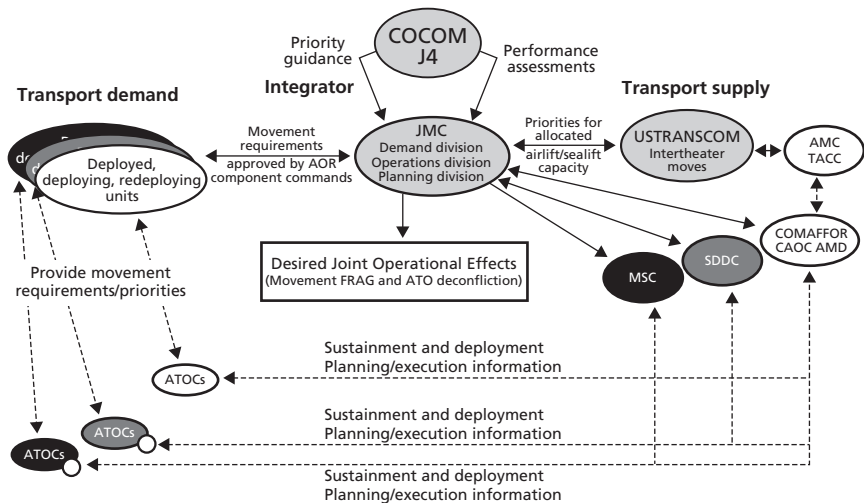 COCOM
J4
Priority
guidance
Performance
assessments
Integrator
Transport demand
Transport supply
Deployed,
deploying, redeploying
units
Movement
requirements
approved by AOR
component commands
JMC
Demand division
Operations division
Planning division
Priorities for
allocated
airlift/sealift
capacity
USTRANSCOM
Intertheater
moves
AMC
TACC
COMAFFOR
CAOC AMD
SDDC
MSC
Desired Joint Operational Effects
(Movement FRAG and ATO deconfliction)
Provide movement
requirements/priorities
ATOCs
Sustainment and deployment
Planning/execution information
ATOCs
Sustainment and deployment
Planning/execution information
ATOCs
Sustainment and deployment
Planning/execution information